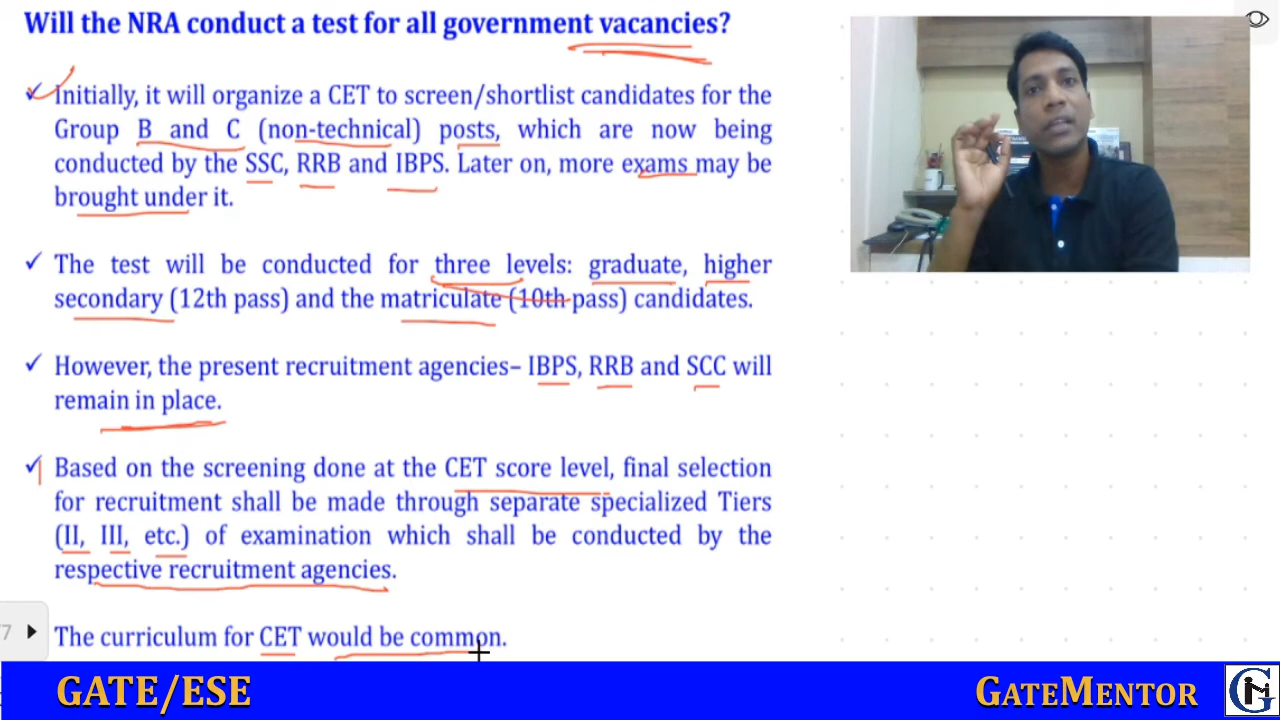 Will the NRA conduct a test for all government vacancies?
Initially, it will organize a CET to screen/shortlist candidates for the
Group B and C (non-technical) posts, which are now being
conducted by the SSC, RRB and IBPS. Later on, more exams may be
brought under it.
The test will be conducted for three levels: graduate, higher
secondary (12th pass) and the matriculate (10th pass) candidates.
However, the present recruitment agencies– IBPS, RRB and SCC will
remain in place.
Based on the screening done at the CET score level, final selection
for recruitment shall be made through separate specialized Tiers
(II, III, etc.) of examination which shall be conducted by the
respective recruitment agencies.
7
The curriculum for CET would be common.
GATE/ESE
GATEMENTOR